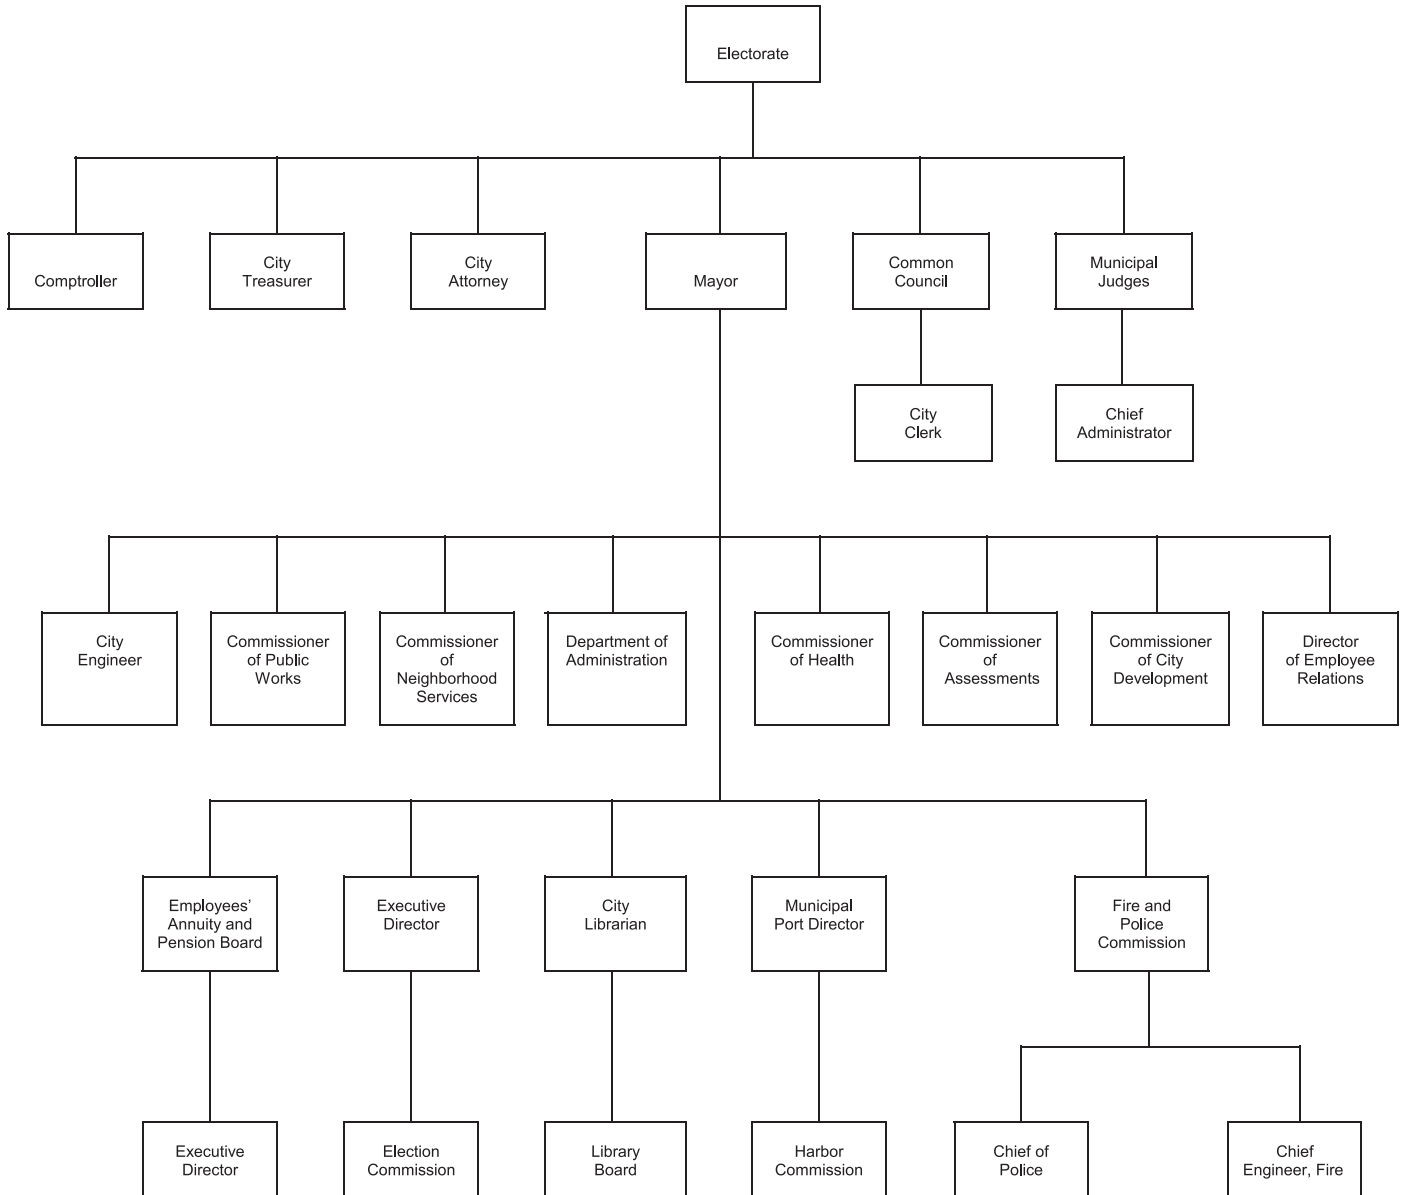 Electorate
Comptroller
City
Treasurer
City
Attorney
Mayor
Common
Council
Municipal
Judges
City
Clerk
Chief
Administrator
City
Engineer
Commissioner
of Public
Works
Commissioner
of
Neighborhood
Services
Department of
Administration
Commissioner
of Health
Commissioner
of
Assessments
Commissioner
of City
Development
Director
of Employee
Relations
Employees’
Annuity and
Pension Board
Executive
Director
City
Librarian
Municipal
Port Director
Fire and
Police
Commission
Executive
Director
Election
Commission
Library
Board
Harbor
Commission
Chief of
Police
Chief
Engineer, Fire